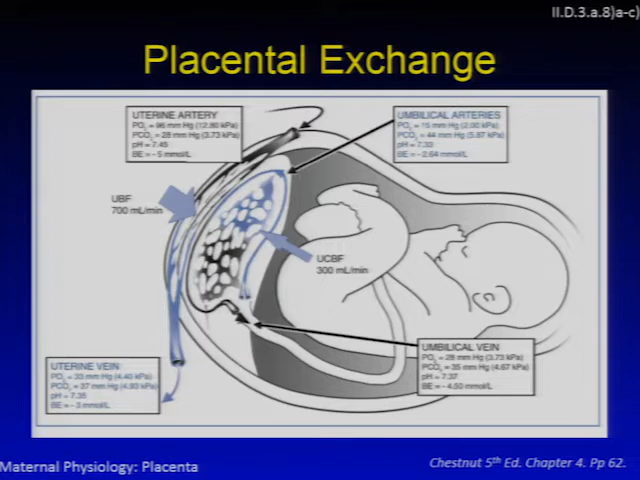 II.D.3.a.8)a-c)
Placental Exchange
UTERINE ARTERY
PO₂ = 96 mm Hg (12.80 kPa)
PCO₂ = 28 mm Hg (3.73 kPa)
pH = 7.45
BE = - 5 mmol/L
UMBILICAL ARTERIES
PO₂ = 15 mm Hg (2.00 kPa)
PCO₂ = 44 mm Hg (5.87 kPa)
pH = 7.33
BE = - 2.64 mmol/L
UBF
700 mL/min
UCBF
300 mL/min
UMBILICAL VEIN
PO₂ = 28 mm Hg (3.73 kPa)
PCO₂ = 35 mm Hg (4.67 kPa)
pH = 7.37
BE = - 4.50 mmol/L
UTERINE VEIN
PO₂ = 33 mm Hg (4.40 kPa)
PCO₂ = 37 mm Hg (4.93 kPa)
pH = 7.35
BE = - 3 mmol/L
Maternal Physiology: Placenta
Chestnut 5th Ed. Chapter 4. Pp 62.